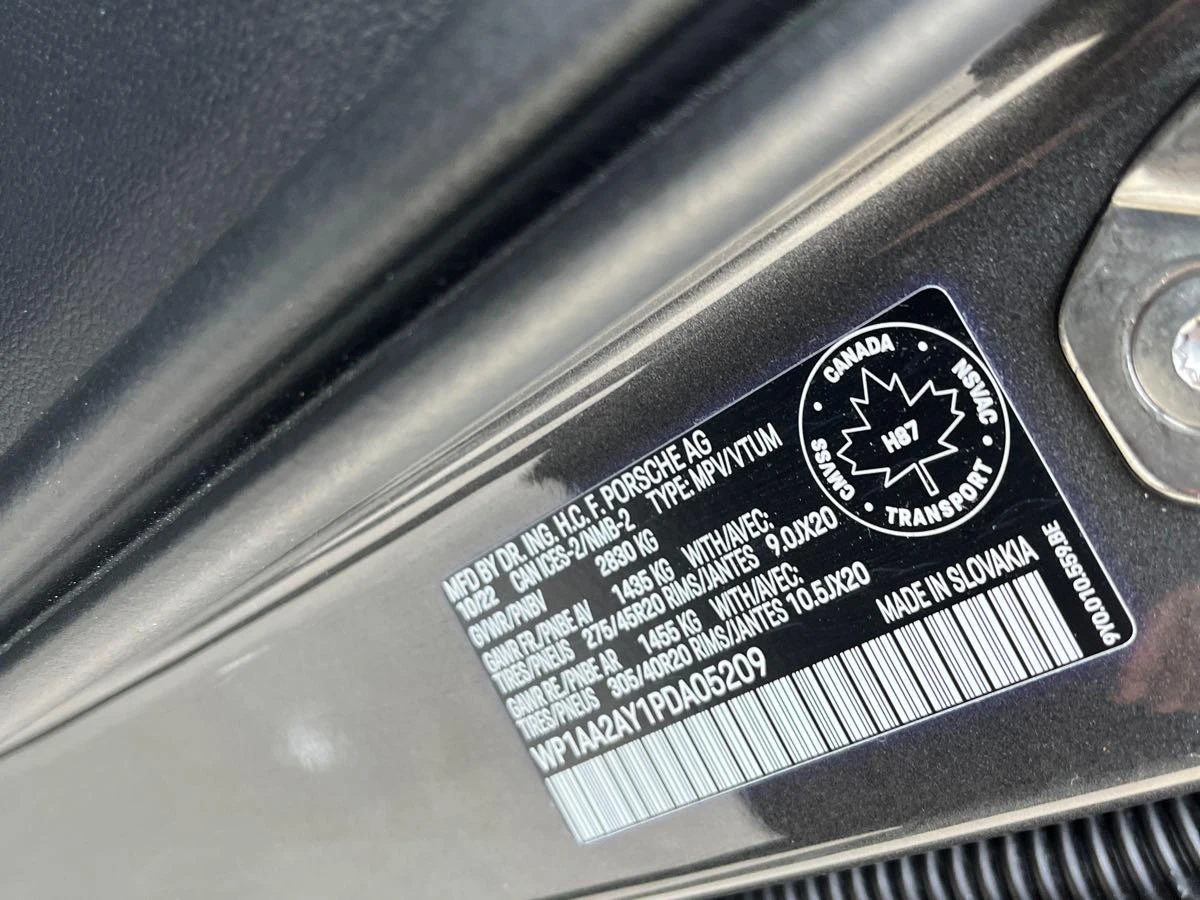 MFD BY DR. ING. H.C. F. PORSCHE AG
10/22 CAN ICES-2/NMB-2 TYPE: MPV/VTUM
GVWR/PNBV 2830 KG
GAWR FR./PNBE AV 1435 KG WITH/AVEC:
TIRES/PNEUS 275/45R20 RIMS/JANTES 9.0JX20
GAWR RE./PNBE AR 1455 KG WITH/AVEC:
TIRES/PNEUS 305/40R20 RIMS/JANTES 10.5JX20
WP1AA2AY1PDA05209 MADE IN SLOVAKIA
CANADA • NSVAC • TRANSPORT • CMVSS •
H87
9Y0.010.559.BE